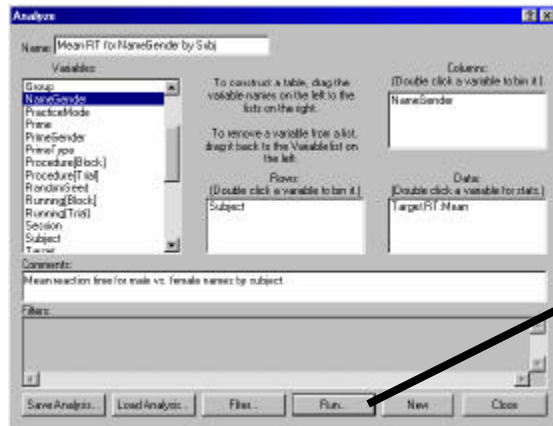 Analyze
Name: Mean RT for NameGender by Subj
Variables:
Group
NameGender
PracticeMode
Prime
PrimeGender
PrimeType
Procedure[Block]
Procedure[Trial]
RandomSeed
Running[Block]
Running[Trial]
Session
Subject
Target
To construct a table, drag the
variable names on the left to the
lists on the right.
To remove a variable from a list,
drag it back to the Variable list on
the left.
Columns:
(Double click a variable to bin it.)
NameGender
Rows:
(Double click a variable to bin it.)
Subject
Data:
(Double click a variable for stats.)
Target.RT:Mean
Comments:
Mean reaction time for male vs. female names by subject
Filters:
Save Analysis... Load Analysis... Filter... Run... New Close